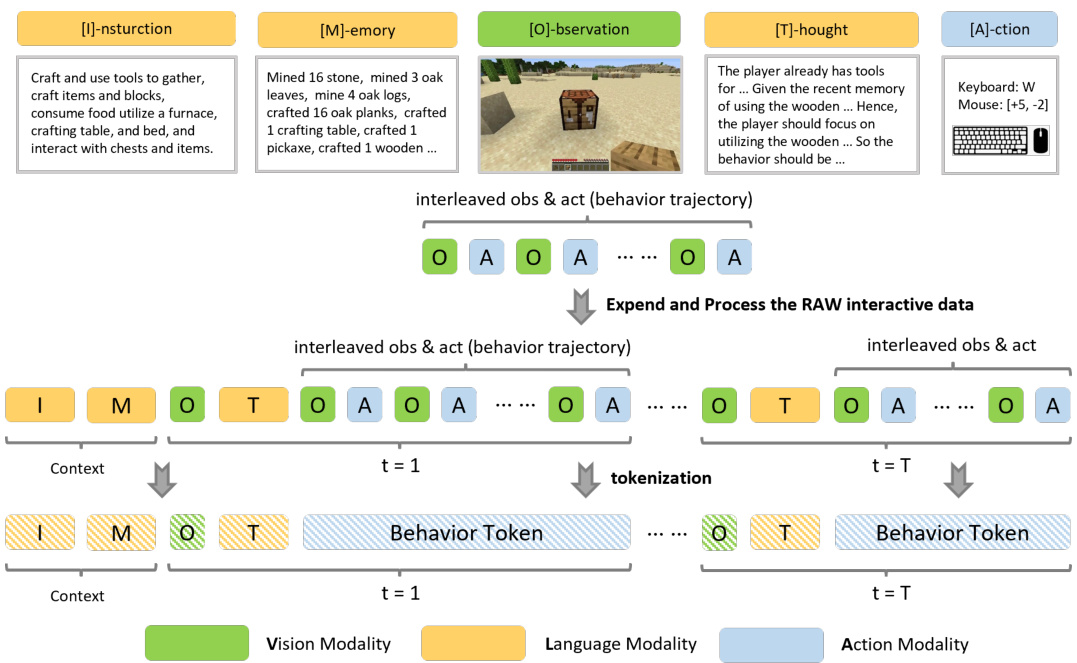 [I]-nsturction
[M]-emory
[O]-bservation
[T]-hought
[A]-ction
Craft and use tools to gather,
craft items and blocks,
consume food utilize a furnace,
crafting table, and bed, and
interact with chests and items.
Mined 16 stone, mined 3 oak
leaves, mine 4 oak logs,
crafted 16 oak planks, crafted
1 crafting table, crafted 1
pickaxe, crafted 1 wooden ...
The player already has tools
for ... Given the recent memory
of using the wooden ... Hence,
the player should focus on
utilizing the wooden ... So the
behavior should be ...
Keyboard: W
Mouse: [+5, -2]
interleaved obs & act (behavior trajectory)
O A O A ... ... O A
Expend and Process the RAW interactive data
interleaved obs & act (behavior trajectory)
interleaved obs & act
I M O T O A O A ... ... O A ... ... O T O A ... ... O A
Context
t = 1
t = T
tokenization
I M O T Behavior Token ... ... O T Behavior Token
Context
t = 1
t = T
Vision Modality
Language Modality
Action Modality